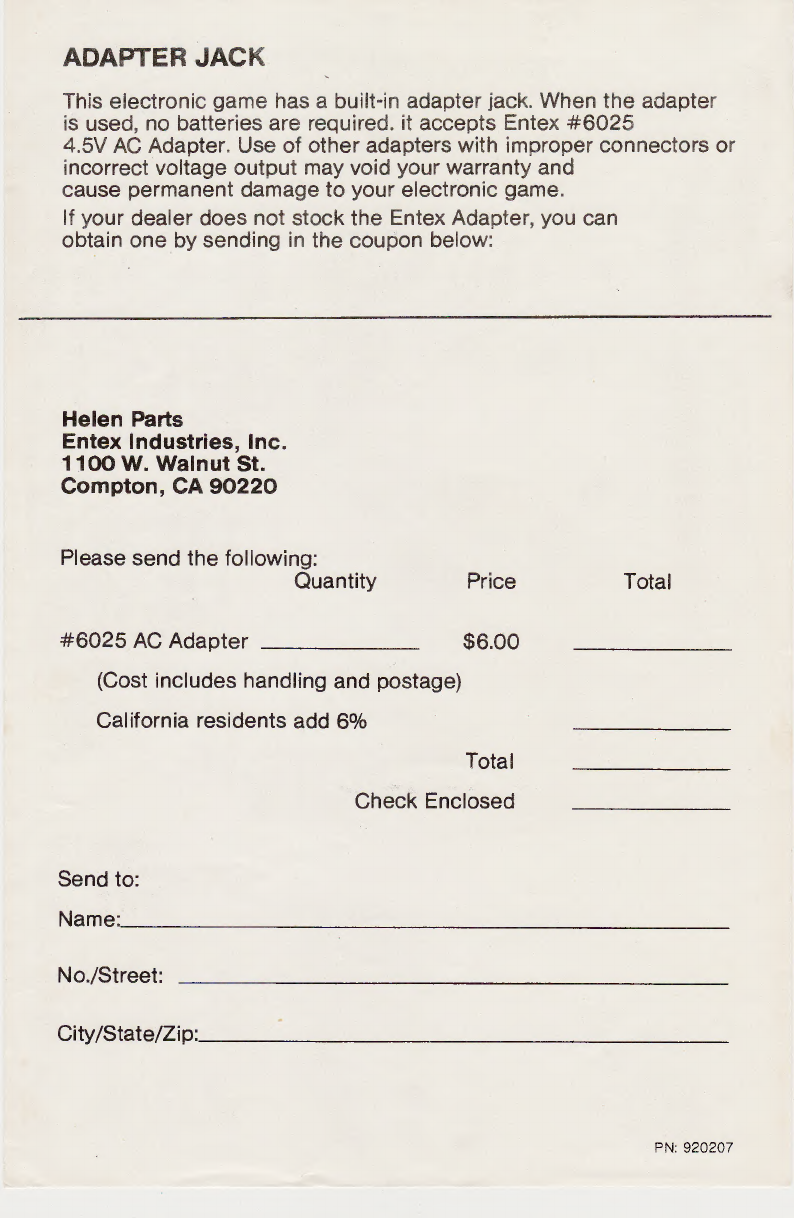 ADAPTER JACK
This electronic game has a built-in adapter jack. When the adapter
is used, no batteries are required. it accepts Entex #6025
4.5V AC Adapter. Use of other adapters with improper connectors or
incorrect voltage output may void your warranty and
cause permanent damage to your electronic game.
If your dealer does not stock the Entex Adapter, you can
obtain one by sending in the coupon below:
Helen Parts
Entex Industries, Inc.
1100 W. Walnut St.
Compton, CA 90220
Please send the following:
Quantity Price Total
#6025 AC Adapter $6.00
(Cost includes handling and postage)
California residents add 6%
Total
Check Enclosed
Send to:
Name:
No./Street:
City/State/Zip:
PN: 920207